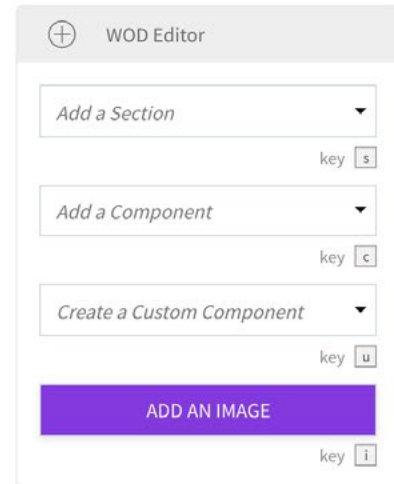 WOD Editor
Add a Section
key s
Add a Component
key c
Create a Custom Component
key u
ADD AN IMAGE
key i